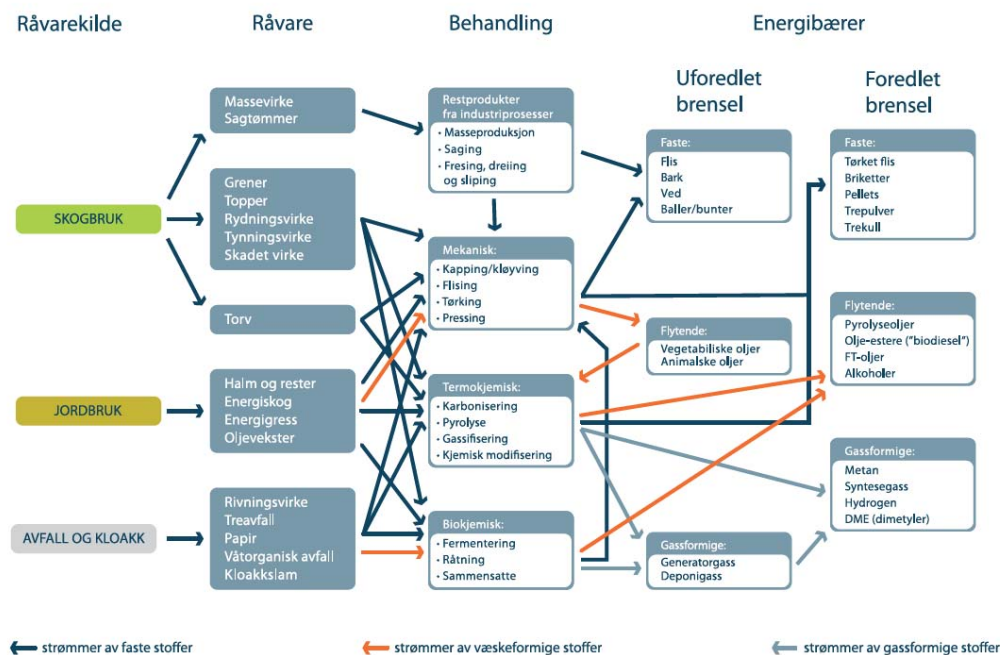 Råvarekilde
Råvare
Behandling
Energibærer
Uforedlet
brensel
Foredlet
brensel
SKOGBRUK
JORDBRUK
AVFALL OG KLOAKK
Massevirke
Sagtømmer
Grener
Topper
Rydningsvirke
Tynningsvirke
Skadet virke
Torv
Halm og rester
Energiskog
Energigress
Oljevekster
Rivningsvirke
Treavfall
Papir
Våtorganisk avfall
Kloakkslam
Restprodukter
fra industriprosesser
· Masseproduksjon
· Saging
· Fresing, dreiing
og sliping
Mekanisk:
· Kapping/kløyving
· Flising
· Tørking
· Pressing
Termokjemisk:
· Karbonisering
· Pyrolyse
· Gassifisering
· Kjemisk modifisering
Biokjemisk:
· Fermentering
· Råtning
· Sammensatte
Faste:
Flis
Bark
Ved
Baller/bunter
Flytende:
Vegetabiliske oljer
Animalske oljer
Gassformige:
Generatorgass
Deponigass
Faste:
Tørket flis
Briketter
Pellets
Trepulver
Trekull
Flytende:
Pyrolyseoljer
Olje-estere ("biodiesel")
FT-oljer
Alkoholer
Gassformige:
Metan
Syntesegass
Hydrogen
DME (dimetyler)
strømmer av faste stoffer
strømmer av væskeformige stoffer
strømmer av gassformige stoffer